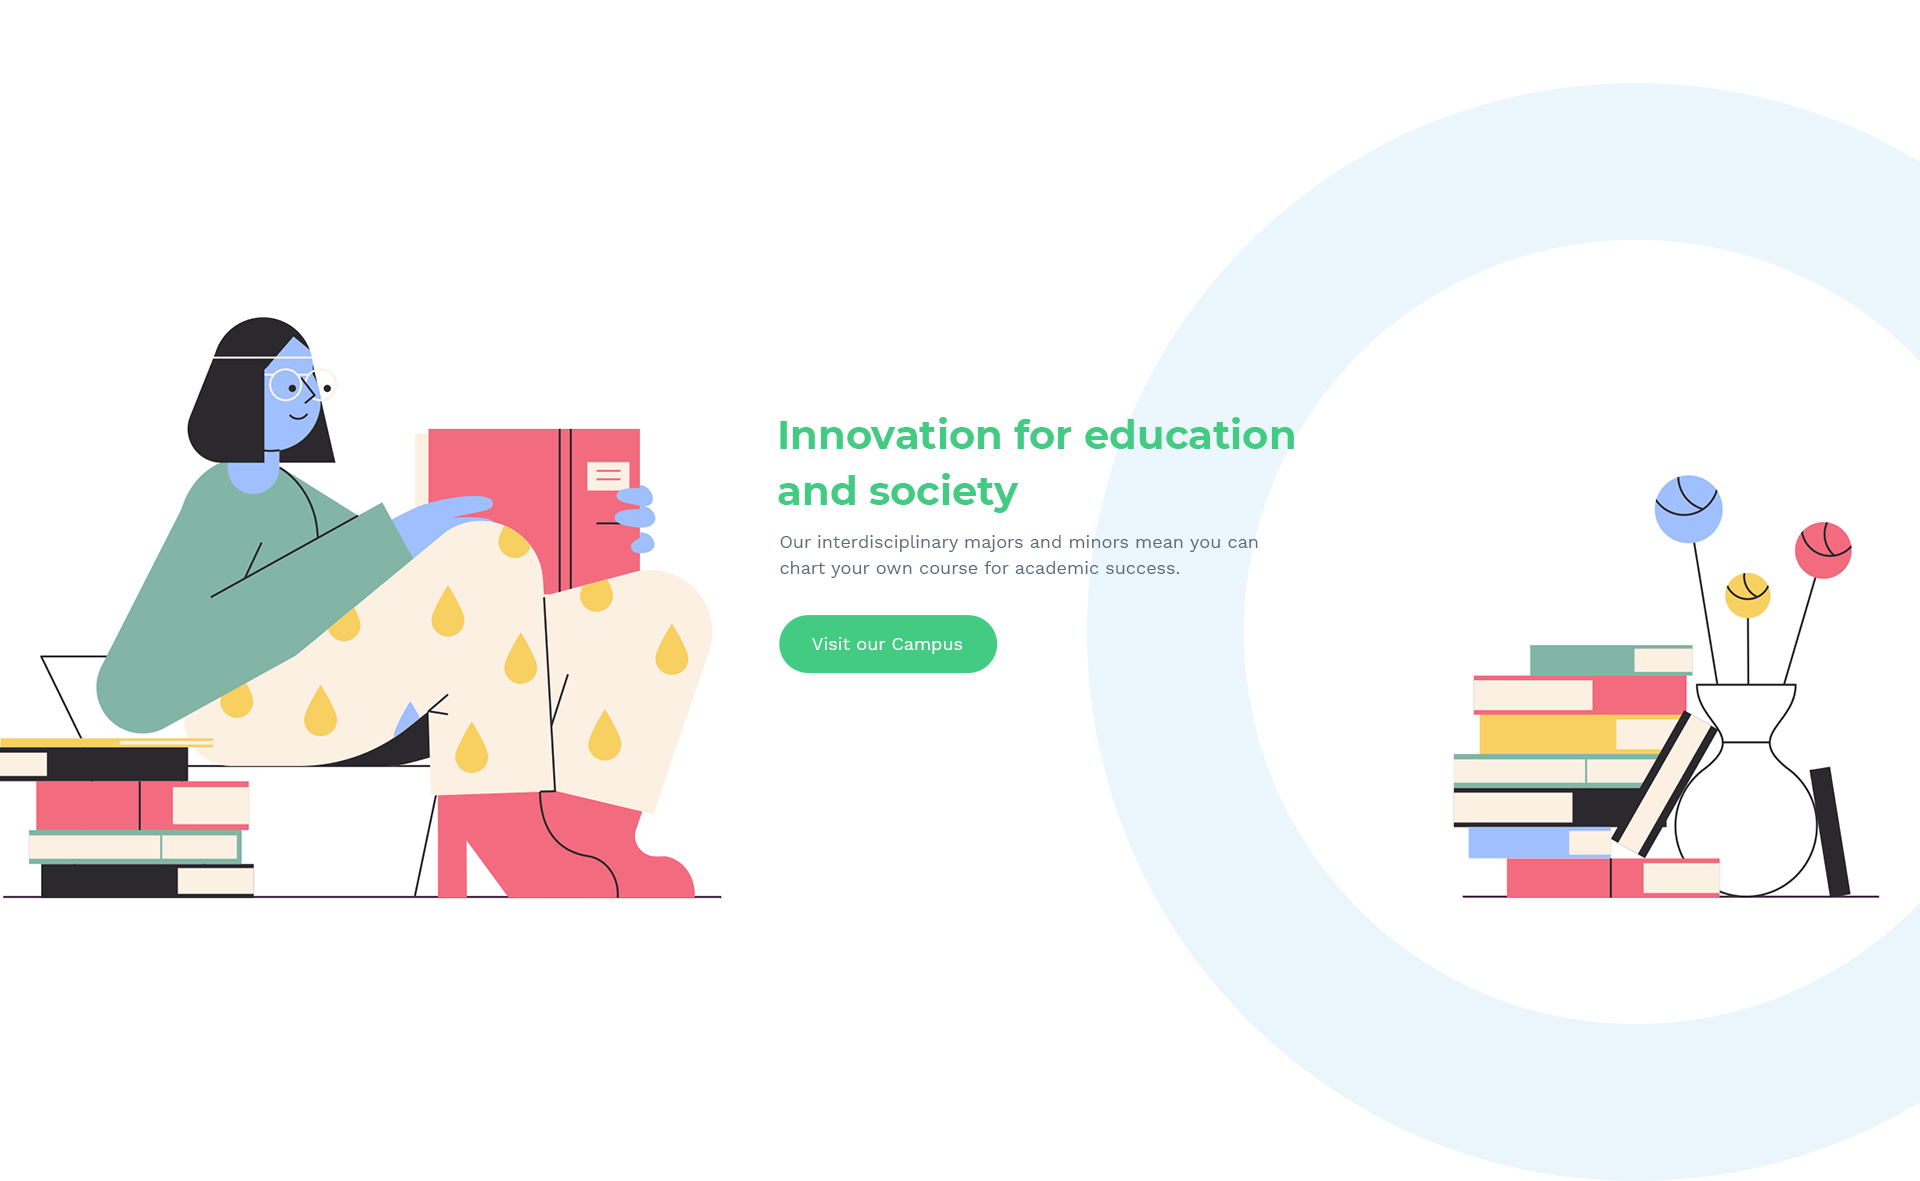 Innovation for education
and society
Our interdisciplinary majors and minors mean you can
chart your own course for academic success.
Visit our Campus